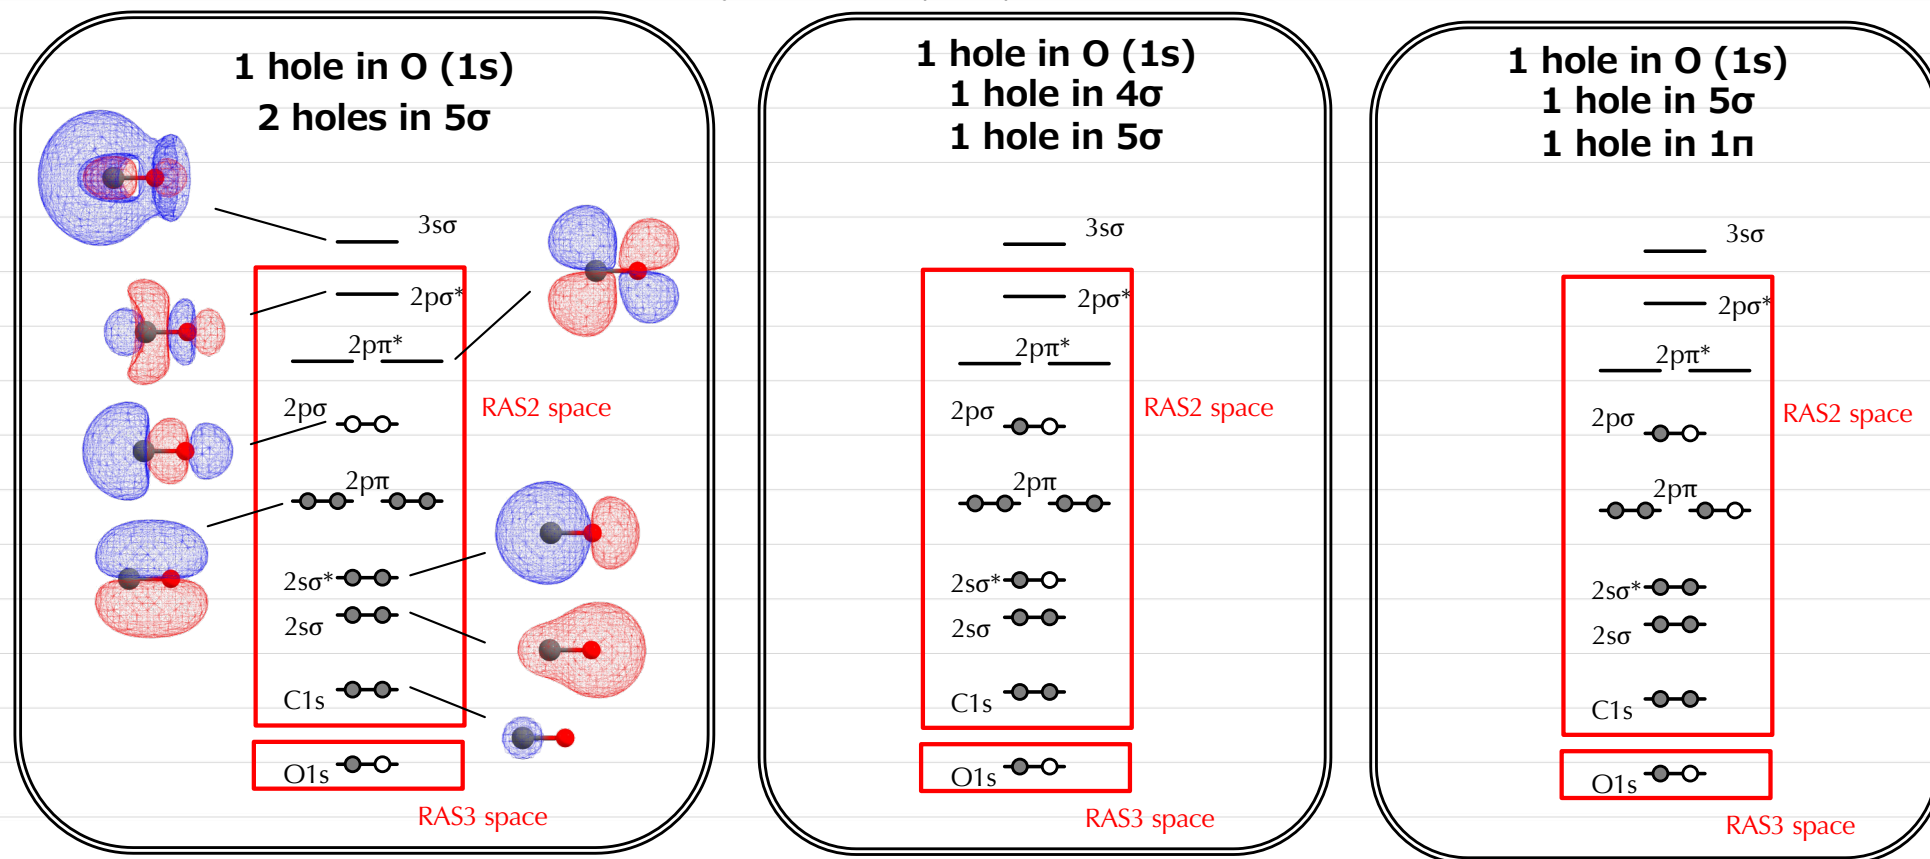 1 hole in O (1s)
2 holes in 5σ
3sσ
2pσ*
2pπ*
2pσ
RAS2 space
2pπ
2sσ*
2sσ
C1s
O1s
RAS3 space
1 hole in O (1s)
1 hole in 4σ
1 hole in 5σ
3sσ
2pσ*
2pπ*
2pσ
RAS2 space
2pπ
2sσ*
2sσ
C1s
O1s
RAS3 space
1 hole in O (1s)
1 hole in 5σ
1 hole in 1π
3sσ
2pσ*
2pπ*
2pσ
RAS2 space
2pπ
2sσ*
2sσ
C1s
O1s
RAS3 space